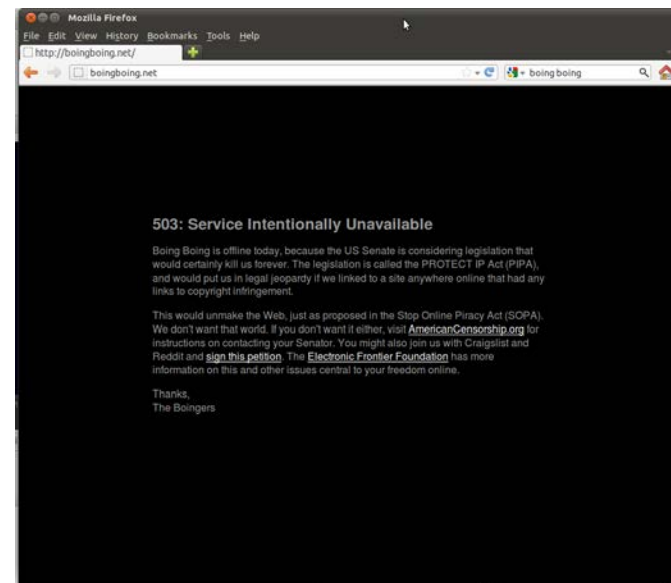 Mozilla Firefox
File Edit View History Bookmarks Tools Help
http://boingboing.net/
boingboing.net
boing boing
503: Service Intentionally Unavailable
Boing Boing is offline today, because the US Senate is considering legislation that
would certainly kill us forever. The legislation is called the PROTECT IP Act (PIPA),
and would put us in legal jeopardy if we linked to a site anywhere online that had any
links to copyright infringement.
This would unmake the Web, just as proposed in the Stop Online Piracy Act (SOPA).
We don't want that world. If you don't want it either, visit AmericanCensorship.org for
instructions on contacting your Senator. You might also join us with Craigslist and
Reddit and sign this petition. The Electronic Frontier Foundation has more
information on this and other issues central to your freedom online.
Thanks,
The Boingers